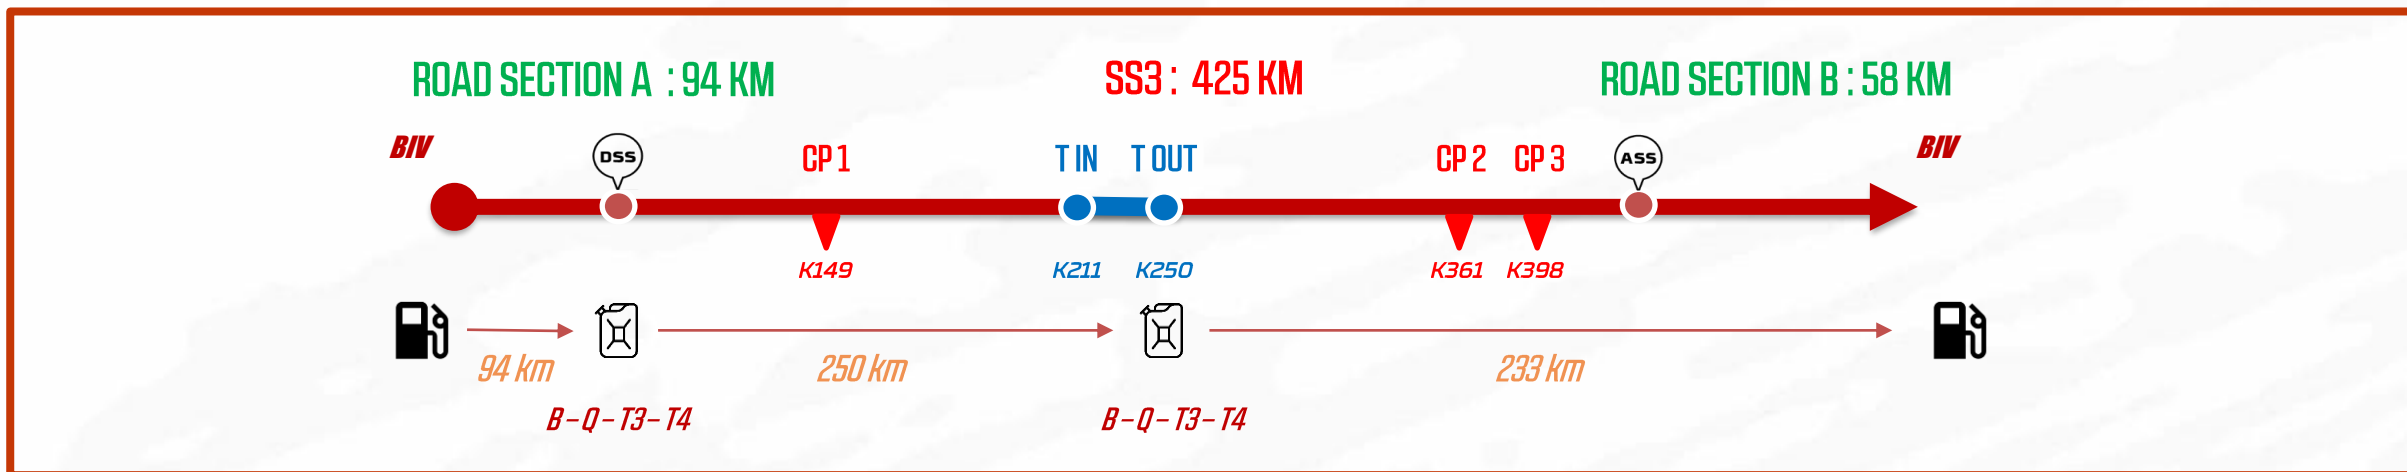 ROAD SECTION A : 94 KM
SS3 : 425 KM
ROAD SECTION B : 58 KM
BIV
DSS
CP 1
T IN
T OUT
CP 2
CP 3
ASS
BIV
K149
K211
K250
K361
K398
94 km
250 km
233 km
B – Q – T3 – T4
B – Q – T3 – T4